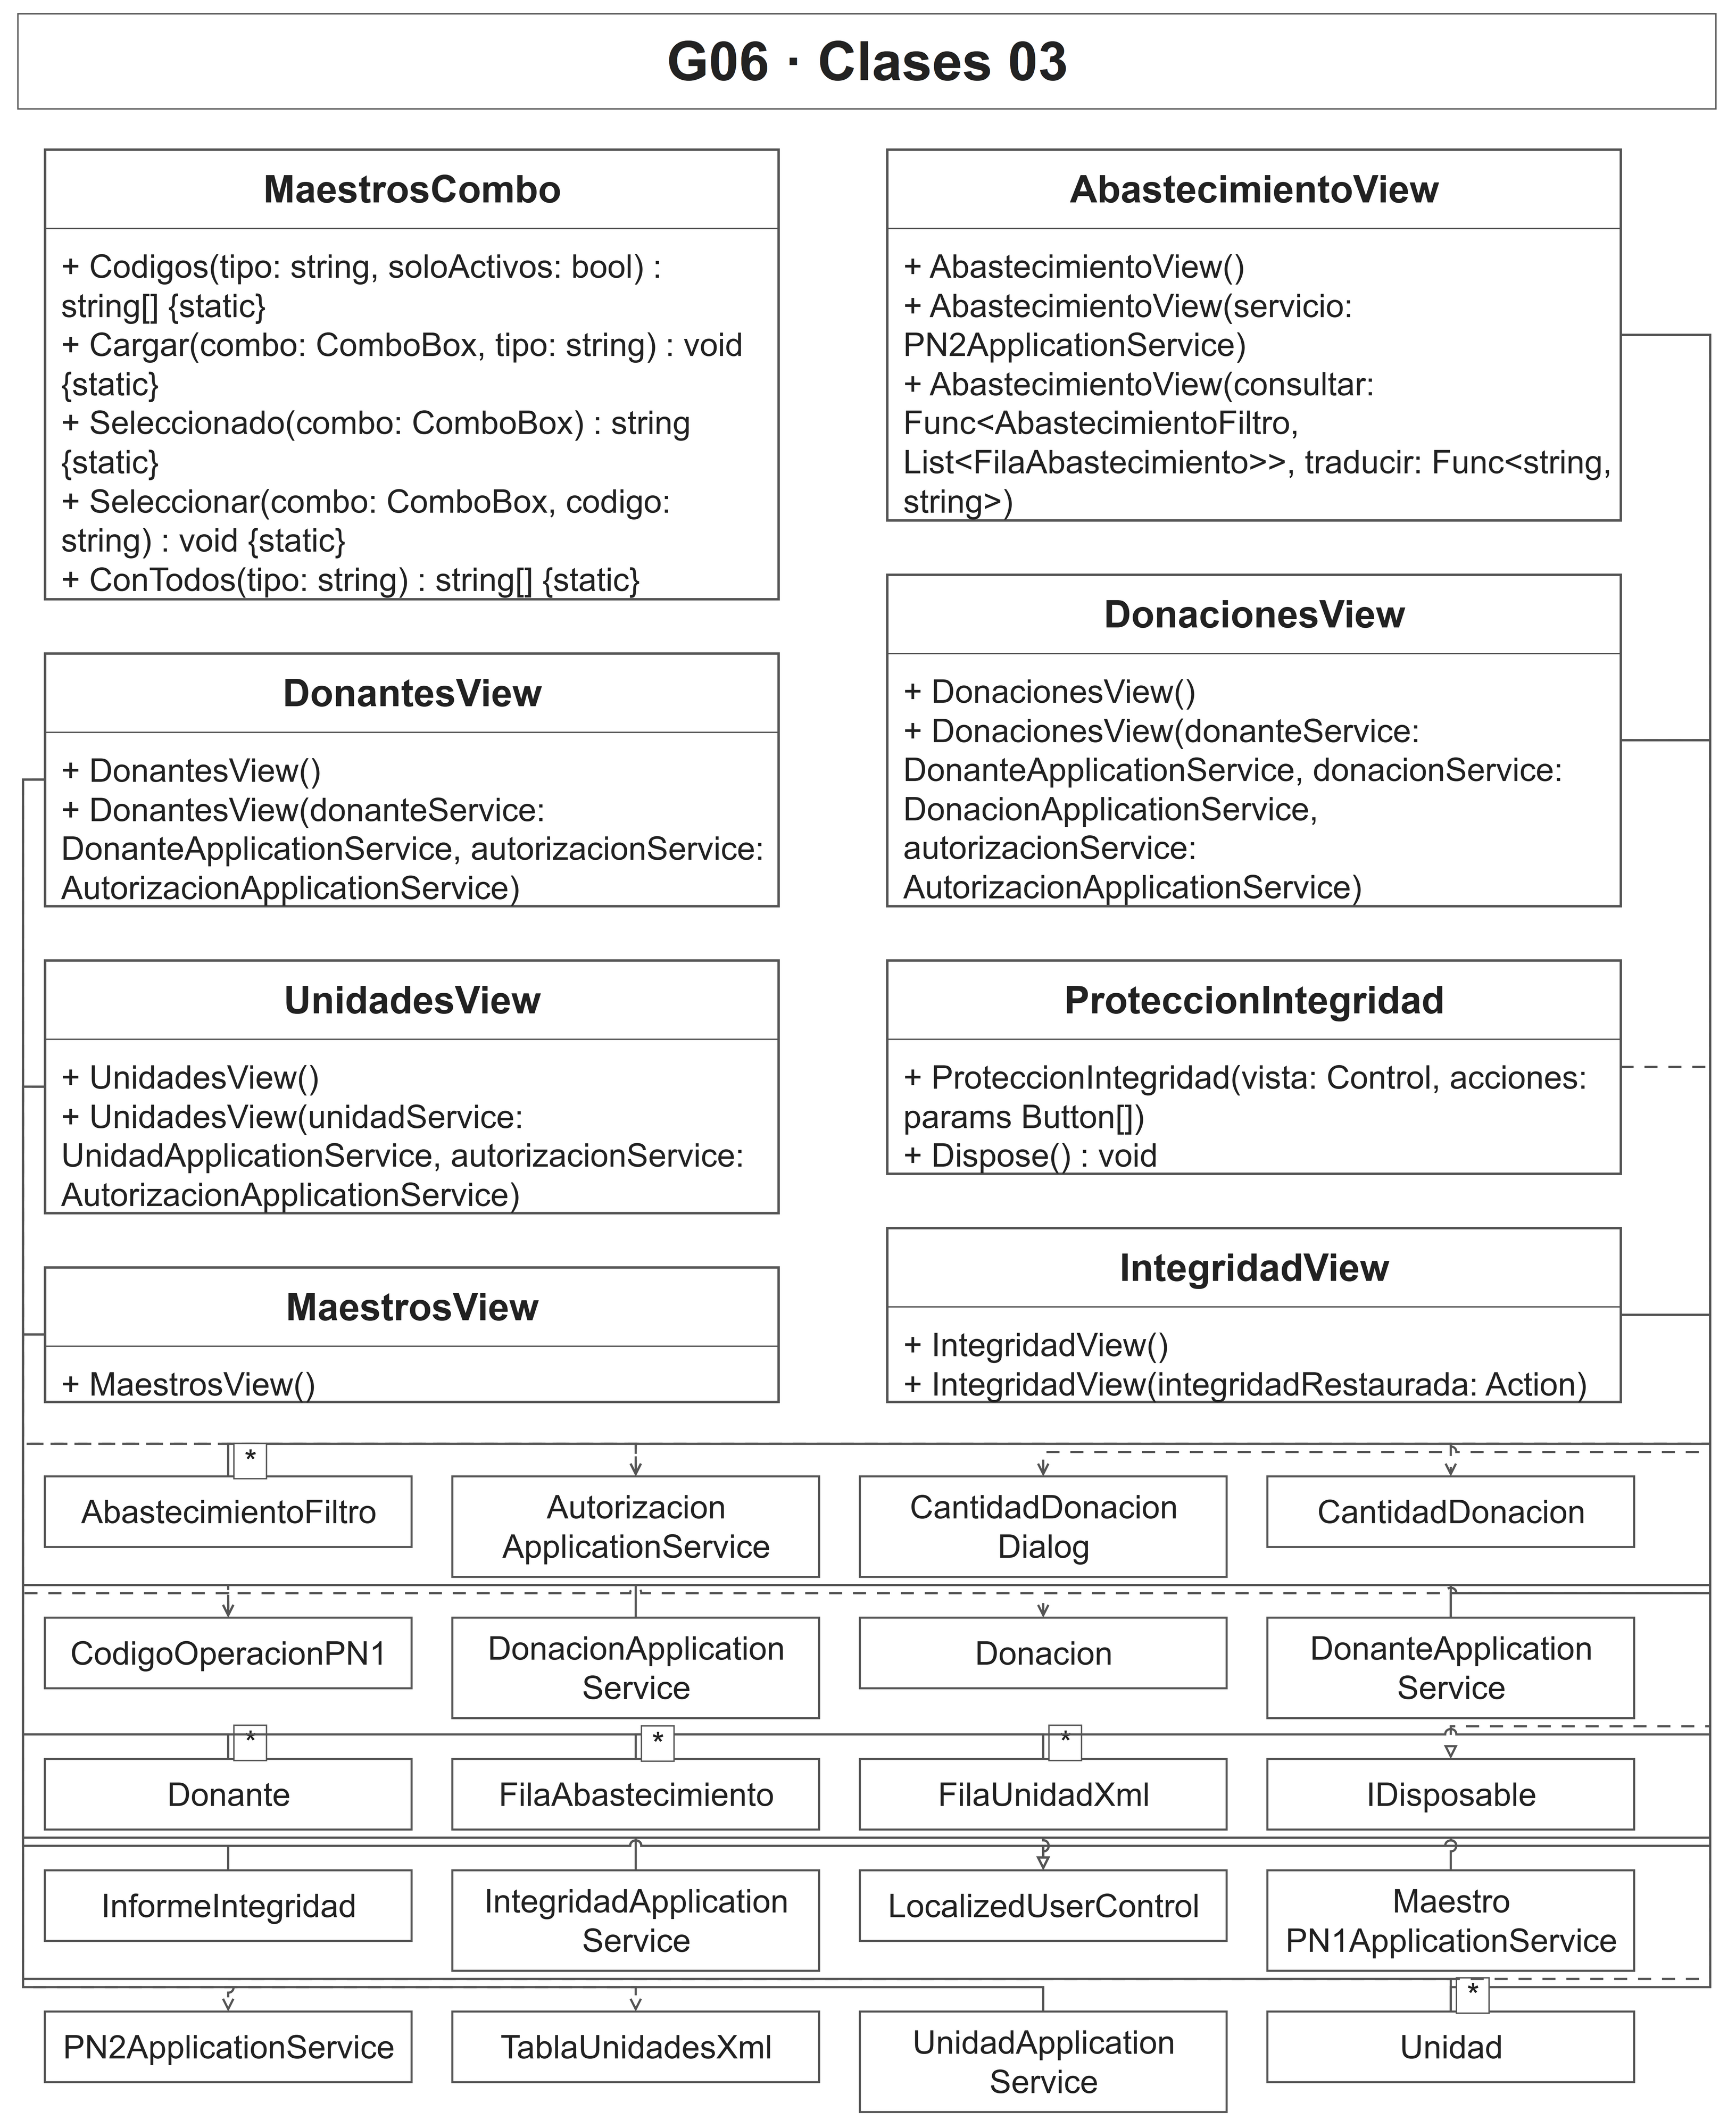 G06 · Clases 03
MaestrosCombo
+ Codigos(tipo: string, soloActivos: bool) :
string[] {static}
+ Cargar(combo: ComboBox, tipo: string) : void
{static}
+ Seleccionado(combo: ComboBox) : string
{static}
+ Seleccionar(combo: ComboBox, codigo:
string) : void {static}
+ ConTodos(tipo: string) : string[] {static}
AbastecimientoView
+ AbastecimientoView()
+ AbastecimientoView(servicio:
PN2ApplicationService)
+ AbastecimientoView(consultar:
Func<AbastecimientoFiltro,
List<FilaAbastecimiento>>, traducir: Func<string,
string>)
DonantesView
+ DonantesView()
+ DonantesView(donanteService:
DonanteApplicationService, autorizacionService:
AutorizacionApplicationService)
DonacionesView
+ DonacionesView()
+ DonacionesView(donanteService:
DonanteApplicationService, donacionService:
DonacionApplicationService,
autorizacionService:
AutorizacionApplicationService)
UnidadesView
+ UnidadesView()
+ UnidadesView(unidadService:
UnidadApplicationService, autorizacionService:
AutorizacionApplicationService)
ProteccionIntegridad
+ ProteccionIntegridad(vista: Control, acciones:
params Button[])
+ Dispose() : void
MaestrosView
+ MaestrosView()
IntegridadView
+ IntegridadView()
+ IntegridadView(integridadRestaurada: Action)
*
AbastecimientoFiltro
Autorizacion
ApplicationService
CantidadDonacion
Dialog
CantidadDonacion
CodigoOperacionPN1
DonacionApplication
Service
Donacion
DonanteApplication
Service
*
*
*
Donante
FilaAbastecimiento
FilaUnidadXml
IDisposable
InformeIntegridad
IntegridadApplication
Service
LocalizedUserControl
Maestro
PN1ApplicationService
*
PN2ApplicationService
TablaUnidadesXml
UnidadApplication
Service
Unidad